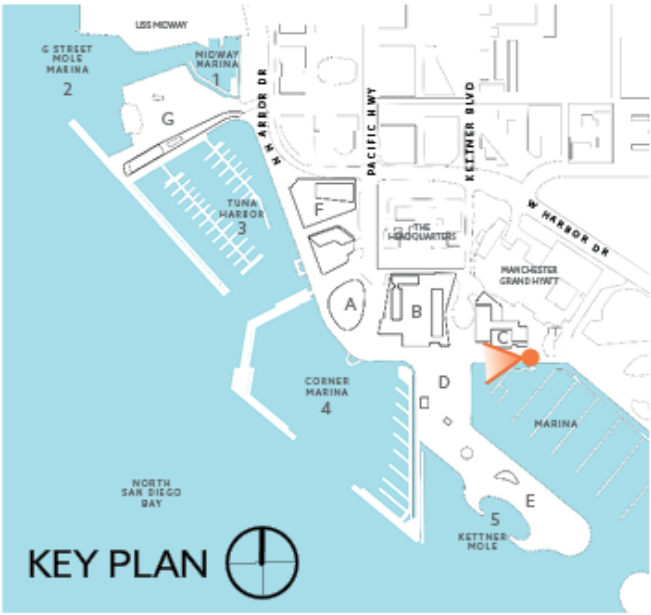 USS MIDWAY
G STREET
MOLE
MARINA
2
MIDWAY
MARINA
1
G
N HARBOR DR
PACIFIC HWY
KETTNER BLVD
TUNA
HARBOR
3
F
THE
HEADQUARTERS
W HARBOR DR
MANCHESTER
GRAND HYATT
A
B
C
D
CORNER
MARINA
4
MARINA
NORTH
SAN DIEGO
BAY
E
5
KETTNER
MOLE
KEY PLAN